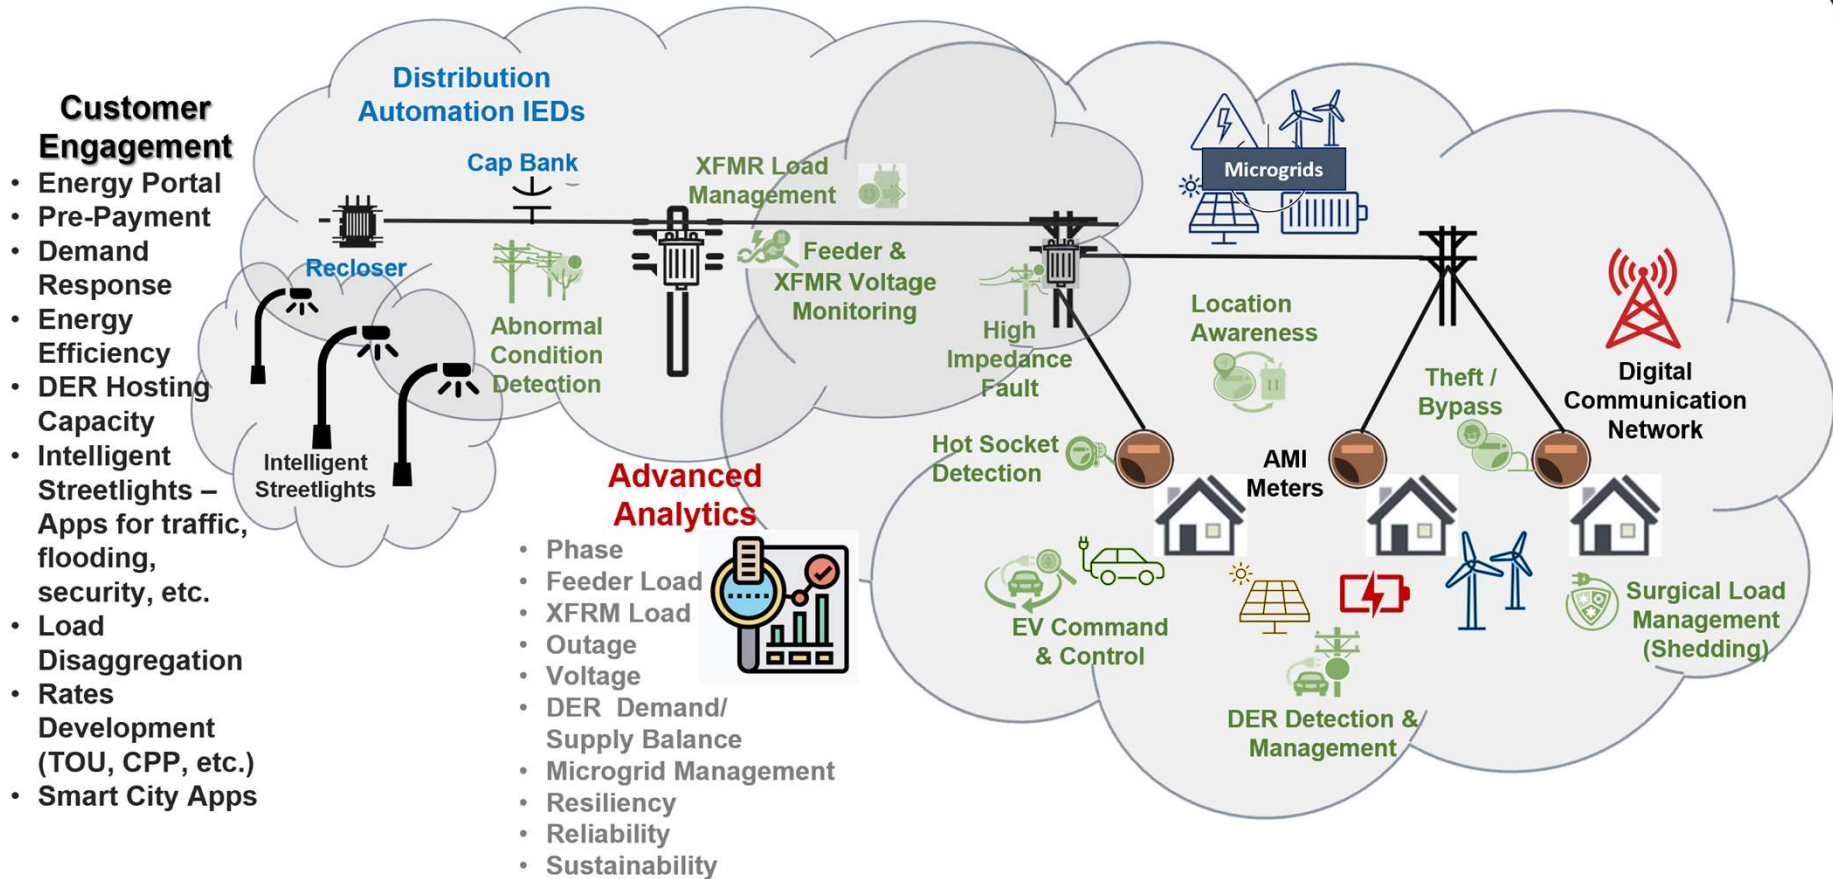 Customer
Engagement
• Energy Portal
• Pre-Payment
• Demand
Response
• Energy
Efficiency
• DER Hosting
Capacity
• Intelligent
Streetlights –
Apps for traffic,
flooding,
security, etc.
• Load
Disaggregation
• Rates
Development
(TOU, CPP, etc.)
• Smart City Apps
Distribution
Automation IEDs
Cap Bank
Recloser
XFMR Load
Management
Abnormal
Condition
Detection
Feeder &
XFMR Voltage
Monitoring
High
Impedance
Fault
Intelligent
Streetlights
Advanced
Analytics
• Phase
• Feeder Load
• XFRM Load
• Outage
• Voltage
• DER Demand/
Supply Balance
• Microgrid Management
• Resiliency
• Reliability
• Sustainability
Microgrids
Location
Awareness
Theft /
Bypass
Digital
Communication
Network
Hot Socket
Detection
AMI
Meters
EV Command
& Control
DER Detection &
Management
Surgical Load
Management
(Shedding)